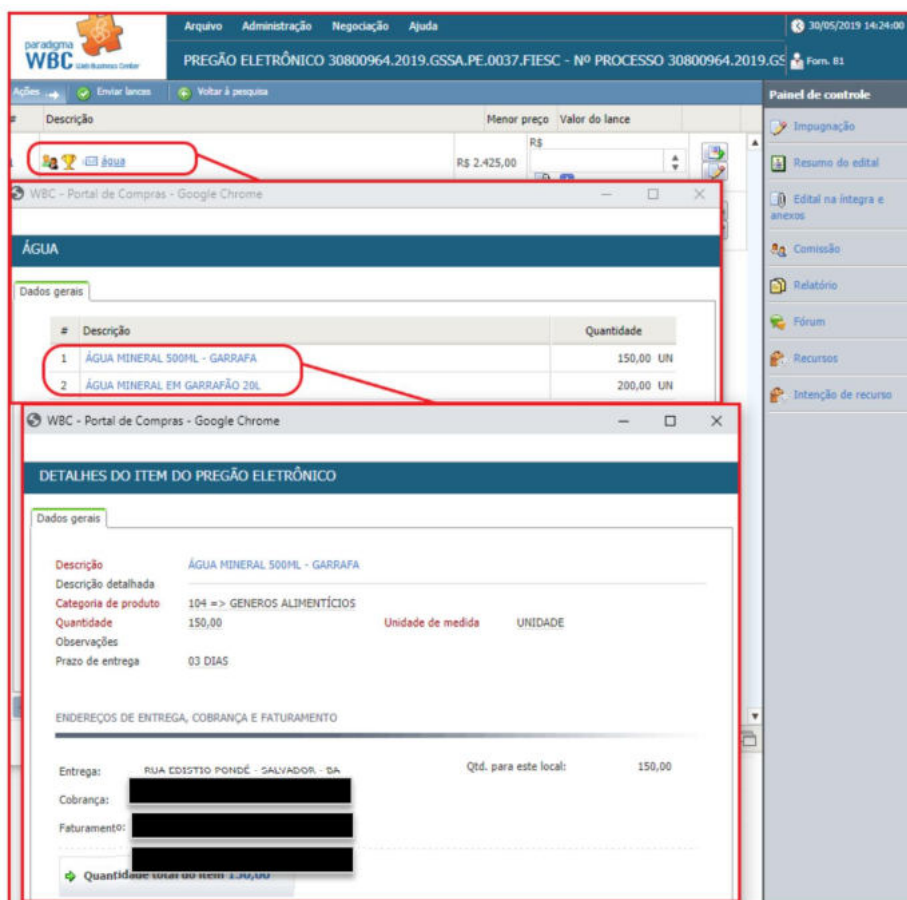 paradigma
WBC Web Business Center
Arquivo Administração Negociação Ajuda
30/05/2019 14:24:00
PREGÃO ELETRÔNICO 30800964.2019.GSSA.PE.0037.FIESC - Nº PROCESSO 30800964.2019.GS
Forn. B1
Ações Enviar lances Voltar à pesquisa
Painel de controle
# Descrição Menor preço Valor do lance
Impugnação
água R$ 2.425,00 R$
Resumo do edital
Edital na íntegra e anexos
Comissão
Relatório
Fórum
Recursos
Intenção de recurso
WBC - Portal de Compras - Google Chrome
ÁGUA
Dados gerais
# Descrição Quantidade
1 ÁGUA MINERAL 500ML - GARRAFA 150,00 UN
2 ÁGUA MINERAL EM GARRAFÃO 20L 200,00 UN
WBC - Portal de Compras - Google Chrome
DETALHES DO ITEM DO PREGÃO ELETRÔNICO
Dados gerais
Descrição ÁGUA MINERAL 500ML - GARRAFA
Descrição detalhada
Categoria de produto 104 => GENEROS ALIMENTÍCIOS
Quantidade 150,00 Unidade de medida UNIDADE
Observações
Prazo de entrega 03 DIAS
ENDEREÇOS DE ENTREGA, COBRANÇA E FATURAMENTO
Entrega: RUA EDISTIO PONDÉ - SALVADOR - BA Qtd. para este local: 150,00
Cobrança:
Faturamento:
Quantidade total do item 150,00